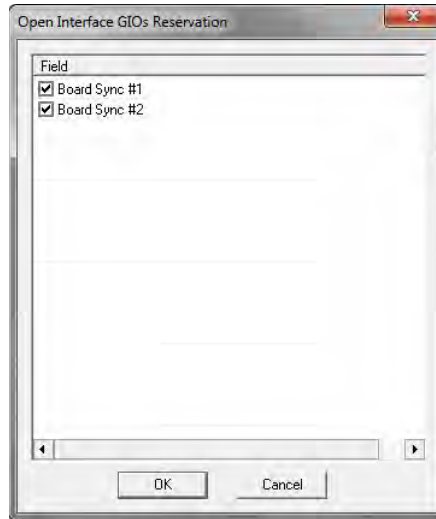 Open Interface GIOs Reservation
Field
Board Sync #1
Board Sync #2
OK
Cancel